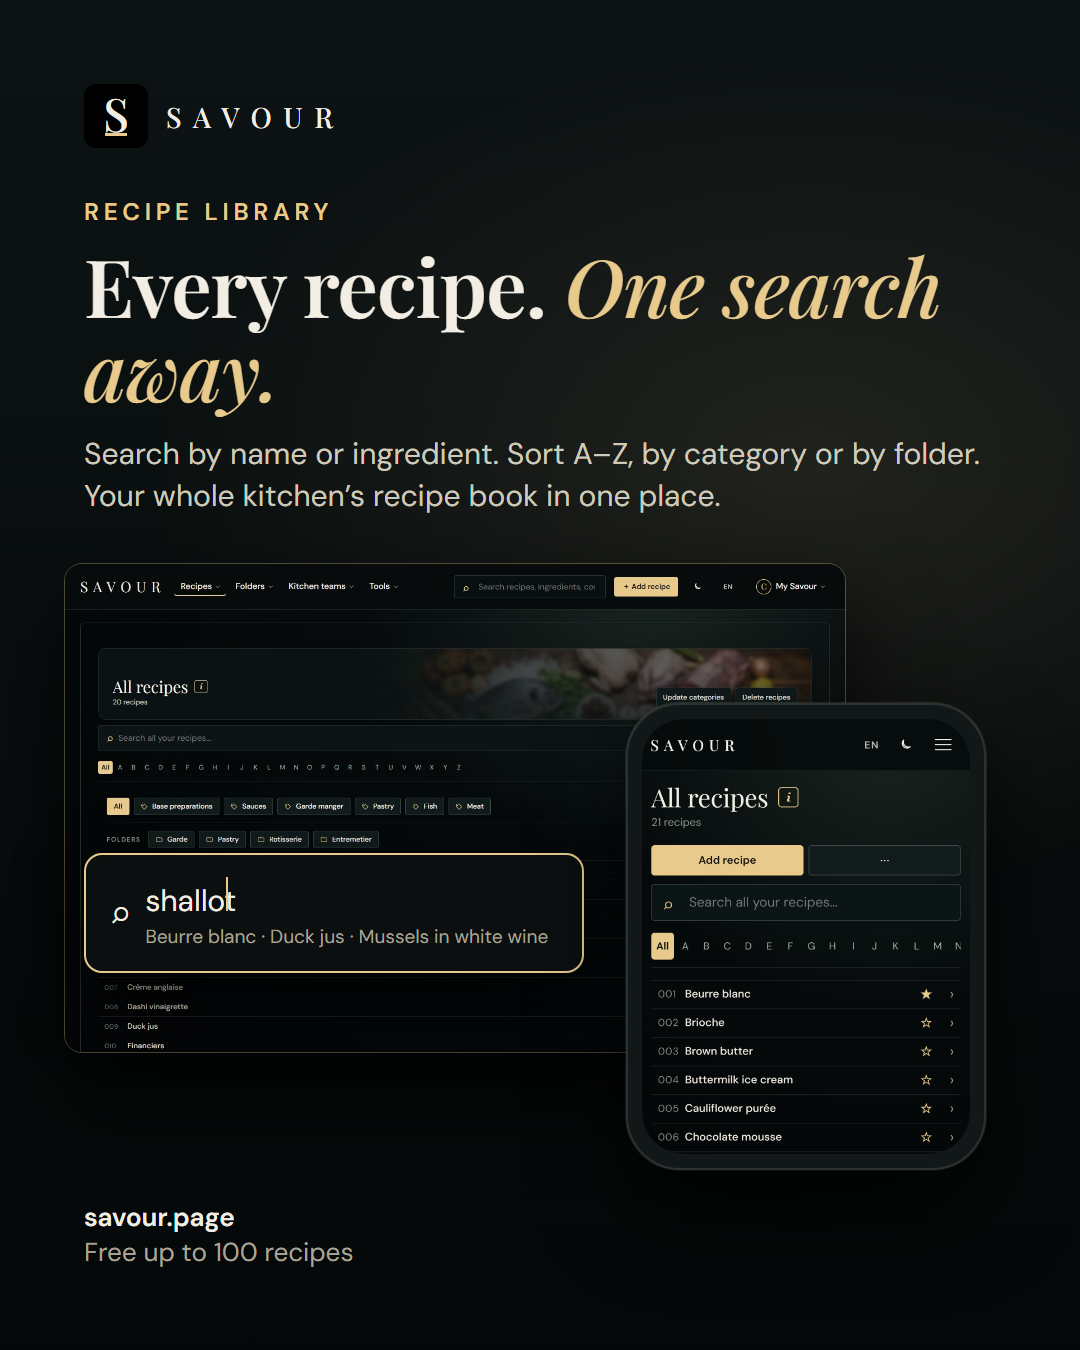 S SAVOUR
RECIPE LIBRARY
Every recipe. One search
away.
Search by name or ingredient. Sort A–Z, by category or by folder.
Your whole kitchen’s recipe book in one place.
SAVOUR Recipes Folders Kitchen teams Tools Search recipes, ingredients, cor + Add recipe EN C My Savour
All recipes i
20 recipes
Update categories Delete recipes
Search all your recipes...
All A B C D E F G H I J K L M N O P Q R S T U V W X Y Z
All Base preparations Sauces Garde manger Pastry Fish Meat
FOLDERS Garde Pastry Rotisserie Entremetier
shallot
Beurre blanc · Duck jus · Mussels in white wine
007 Crème anglaise
008 Dashi vinaigrette
009 Duck jus
010 Financiers
SAVOUR EN
All recipes i
21 recipes
Add recipe ...
Search all your recipes...
All A B C D E F G H I J K L M N
001 Beurre blanc
002 Brioche
003 Brown butter
004 Buttermilk ice cream
005 Cauliflower purée
006 Chocolate mousse
savour.page
Free up to 100 recipes